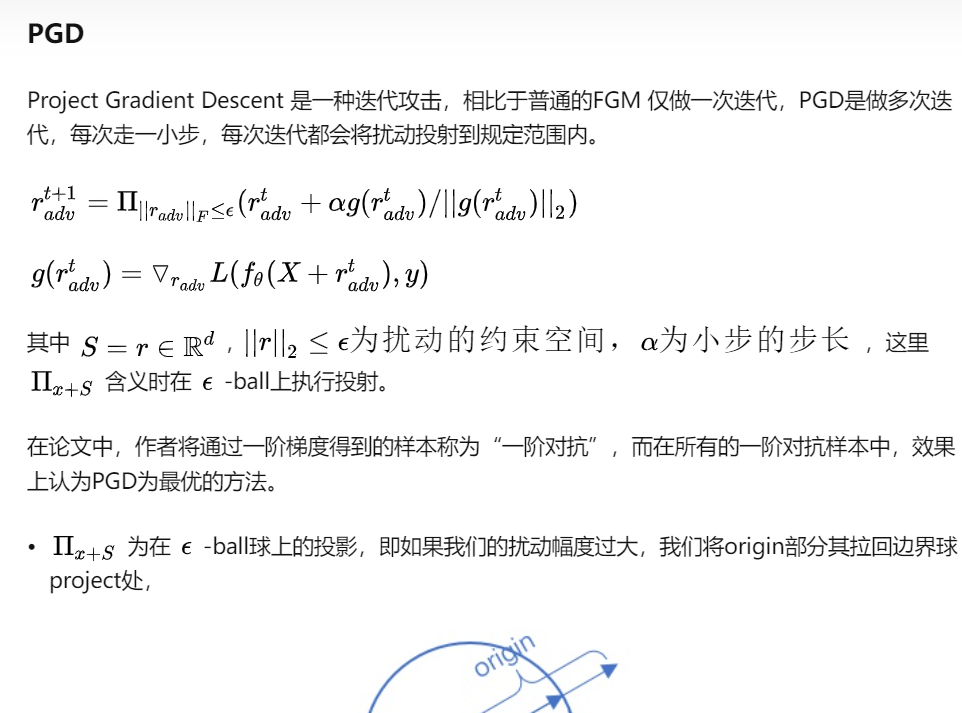 PGD
Project Gradient Descent 是一种迭代攻击，相比于普通的FGM 仅做一次迭代，PGD是做多次迭
代，每次走一小步，每次迭代都会将扰动投射到规定范围内。
$r_{adv}^{t+1} = \Pi_{||r_{adv}||_F \leq \epsilon}(r_{adv}^t + \alpha g(r_{adv}^t)/||g(r_{adv}^t)||_2)$
$g(r_{adv}^t) = \triangledown_{r_{adv}} L(f_\theta(X + r_{adv}^t), y)$
其中 $S = r \in \mathbb{R}^d$ , $||r||_2 \leq \epsilon$为扰动的约束空间，$\alpha$为小步的步长 ，这里
$\Pi_{x+S}$ 含义时在 $\epsilon$ -ball上执行投射。
在论文中，作者将通过一阶梯度得到的样本称为“一阶对抗”，而在所有的一阶对抗样本中，效果
上认为PGD为最优的方法。
• $\Pi_{x+S}$ 为在 $\epsilon$ -ball球上的投影，即如果我们的扰动幅度过大，我们将origin部分其拉回边界球
project处，
origin